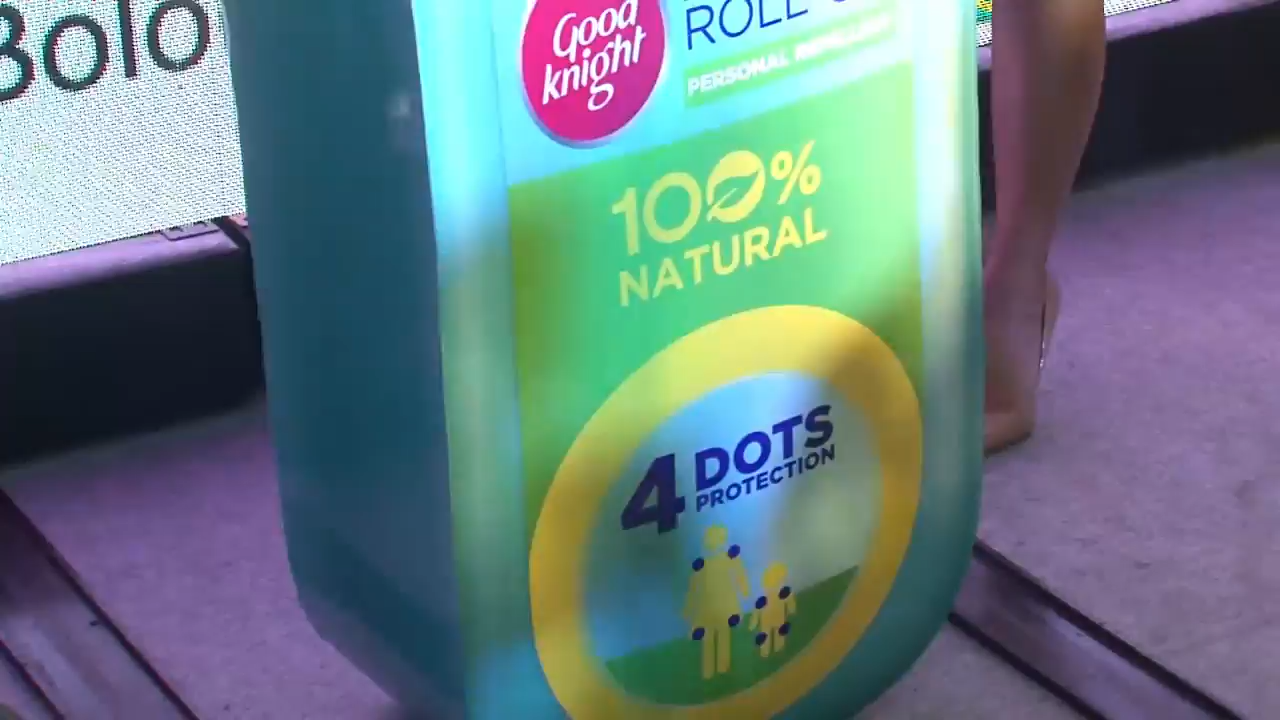 Bolo
Good
knight
ROLL
PERSONAL REPELLENT
100%
NATURAL
4 DOTS
PROTECTION